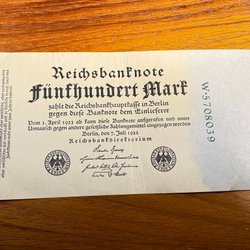 Reichsbanknote
Fünfhundert Mark
zahlt die Reichsbankhauptkasse in Berlin
gegen diese Banknote dem Einlieferer
Vom 1. April 1923 ab kann diese Banknote aufgerufen und unter
Umtausch gegen andere gesetzliche Zahlungsmittel eingezogen werden
Berlin, den 7. Juli 1922
Reichsbankdirektorium
W·5708039